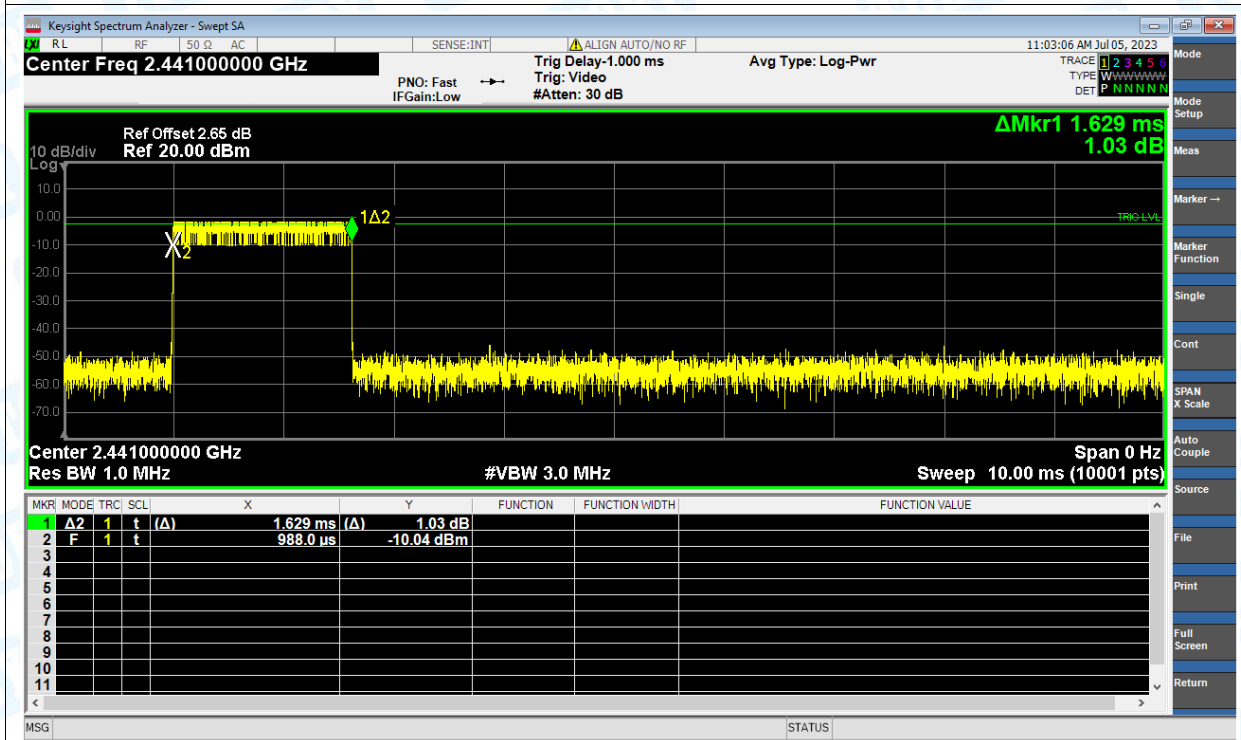 Keysight Spectrum Analyzer - Swept SA
LXI RL RF 50 Ω AC SENSE:INT ALIGN AUTO/NO RF 11:03:06 AM Jul 05, 2023
Center Freq 2.441000000 GHz
PNO: Fast
IFGain:Low
Trig Delay-1.000 ms
Trig: Video
#Atten: 30 dB
Avg Type: Log-Pwr
TRACE 1 2 3 4 5 6
TYPE WWWWWW
DET P N N N N N
ΔMkr1 1.629 ms
1.03 dB
Ref Offset 2.65 dB
10 dB/div Ref 20.00 dBm
Log
10.0
0.00
-10.0
-20.0
-30.0
-40.0
-50.0
-60.0
-70.0
1Δ2
2
TRIG LVL
Center 2.441000000 GHz Span 0 Hz
Res BW 1.0 MHz #VBW 3.0 MHz Sweep 10.00 ms (10001 pts)
MKR MODE TRC SCL X Y FUNCTION FUNCTION WIDTH FUNCTION VALUE
1 Δ2 1 t (Δ) 1.629 ms (Δ) 1.03 dB
2 F 1 t 988.0 µs -10.04 dBm
3
4
5
6
7
8
9
10
11
MSG STATUS
Mode
Mode
Setup
Meas
Marker →
Marker
Function
Single
Cont
SPAN
X Scale
Auto
Couple
Source
File
Print
Full
Screen
Return